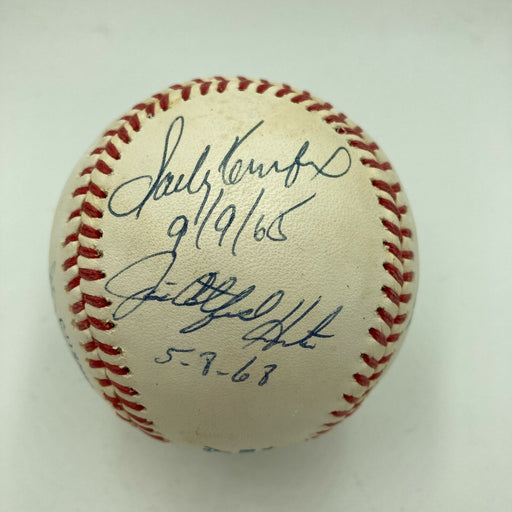 Sandy Koufax
9/9/65
Jim Catfish Hunter
5-8-68